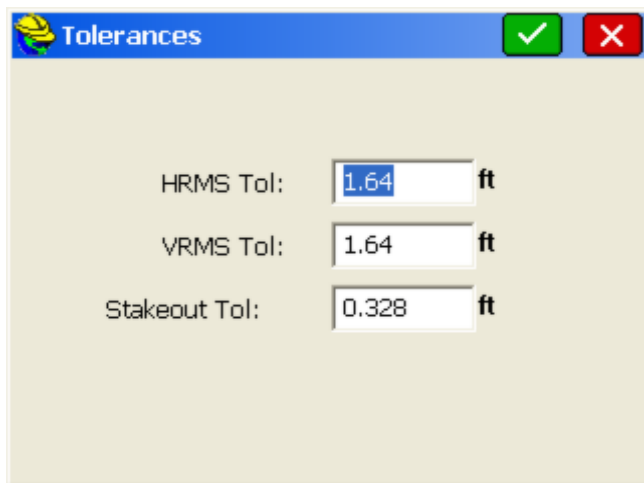 Tolerances
HRMS Tol: 1.64 ft
VRMS Tol: 1.64 ft
Stakeout Tol: 0.328 ft